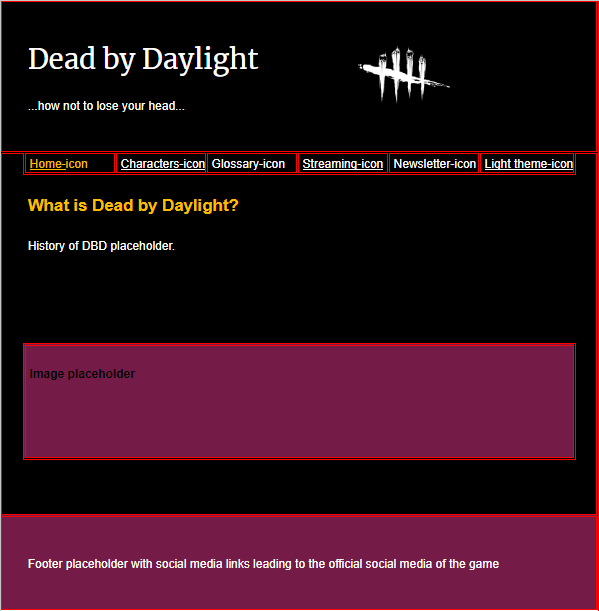 Dead by Daylight
...how not to lose your head...
Home-icon Characters-icon Glossary-icon Streaming-icon Newsletter-icon Light theme-icon
What is Dead by Daylight?
History of DBD placeholder.
Image placeholder
Footer placeholder with social media links leading to the official social media of the game